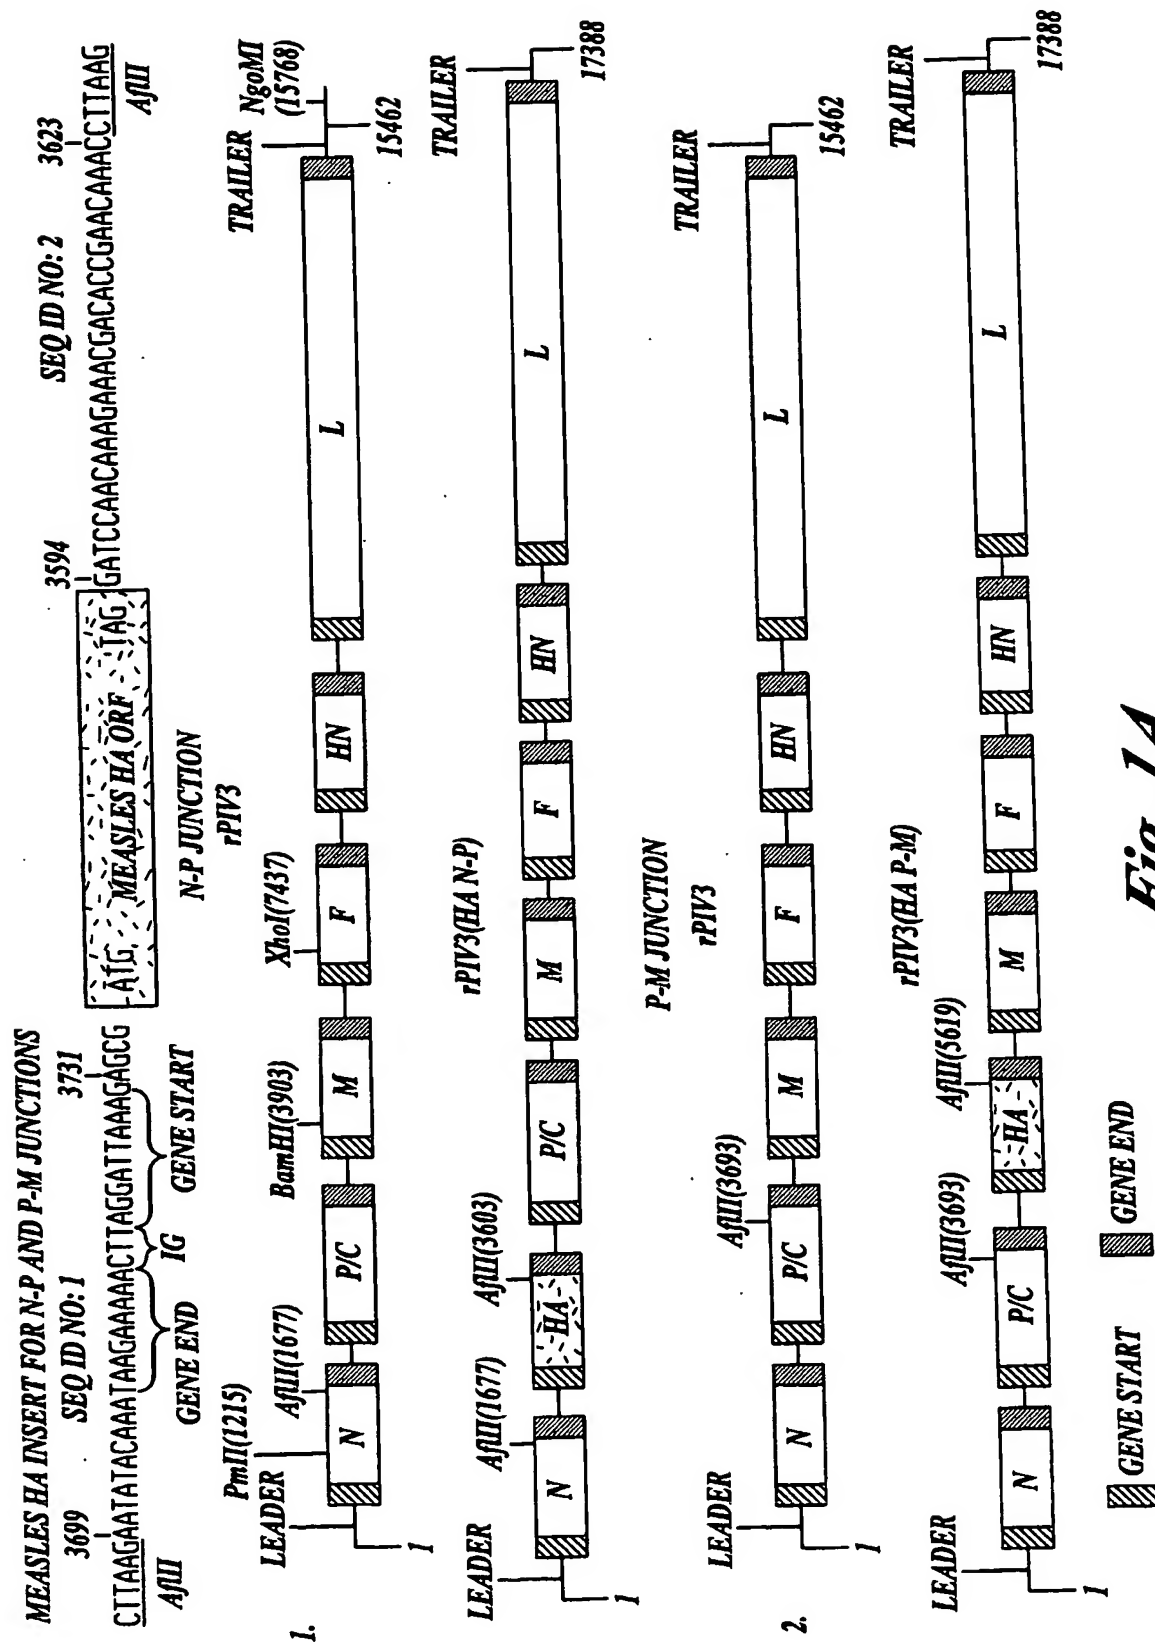 MEASLES HA INSERT FOR N-P AND P-M JUNCTIONS
3699 SEQ ID NO: 1 3731 3594 SEQ ID NO: 2 3623
CTTAAGAATATACAAATAAGAAAAACTTAGGATTAAAGAGCG ATG MEASLES HA ORF TAG GATCCAACAAAGAAACGACACCGAACAAACCTTAAG
AflII GENE END IG GENE START AflII
N-P JUNCTION
rPIV3
1.
LEADER PmlI(1215) AflII(1677) BamHI(3903) XhoI(7437) TRAILER NgoMI (15768)
N P/C M F HN L
1 15462
rPIV3(HA N-P)
LEADER AflII(1677) AflII(3603) TRAILER
N HA P/C M F HN L
1 17388
P-M JUNCTION
rPIV3
2.
LEADER AflII(3693) TRAILER
N P/C M F HN L
1 15462
rPIV3(HA P-M)
LEADER AflII(3693) AflII(5619) TRAILER
N P/C HA M F HN L
1 17388
GENE START GENE END
Fig. 1A